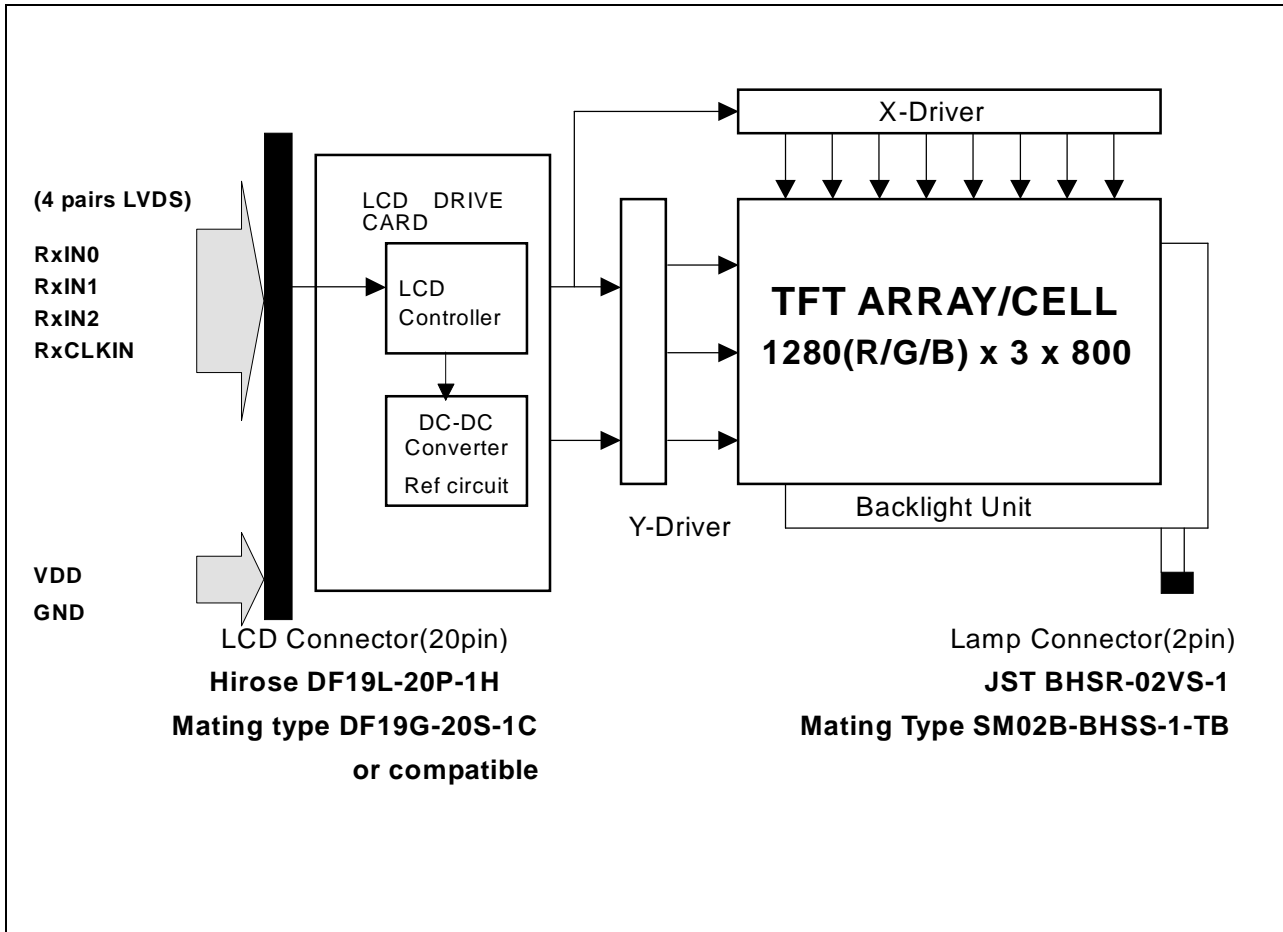 X-Driver
(4 pairs LVDS)
RxIN0
RxIN1
RxIN2
RxCLKIN
LCD DRIVE
CARD
LCD
Controller
DC-DC
Converter
Ref circuit
TFT ARRAY/CELL
1280(R/G/B) x 3 x 800
Y-Driver
Backlight Unit
VDD
GND
LCD Connector(20pin)
Hirose DF19L-20P-1H
Mating type DF19G-20S-1C
or compatible
Lamp Connector(2pin)
JST BHSR-02VS-1
Mating Type SM02B-BHSS-1-TB